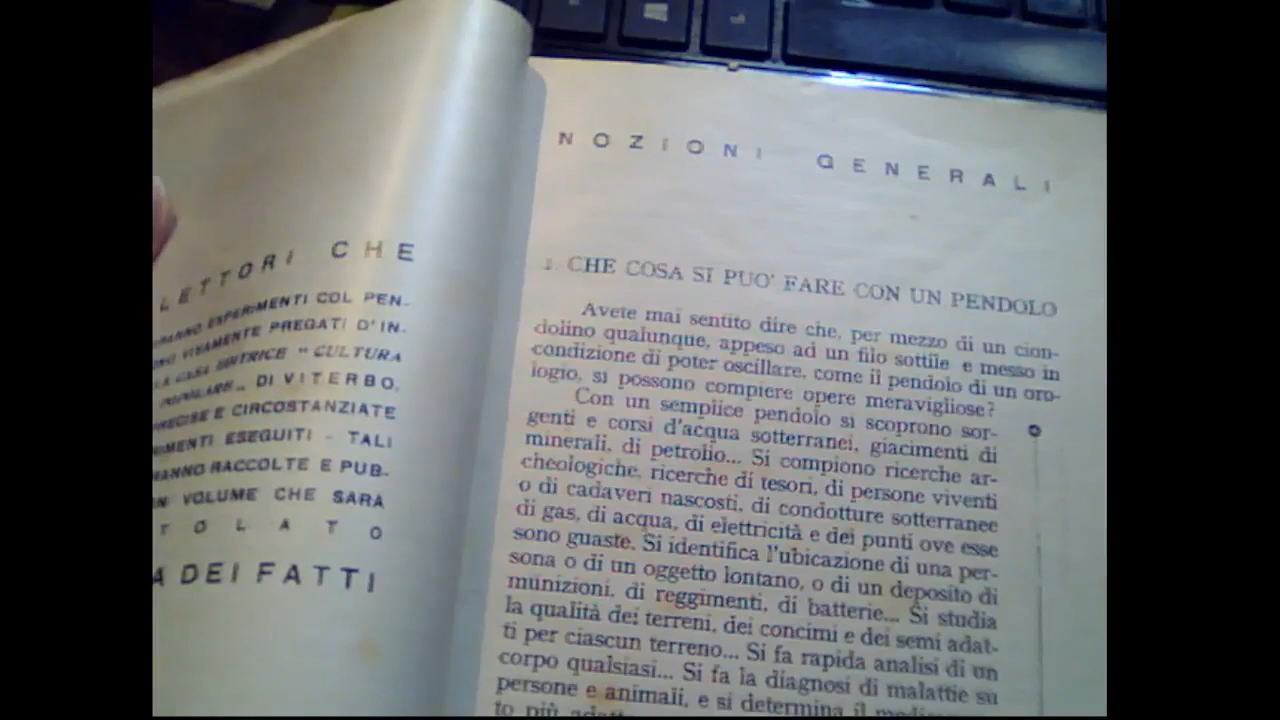 LETTORI CHE
ESPERIMENTI COL PEN-
VIVAMENTE PREGATI D'IN-
LA CASA EDITRICE " CULTURA
POPOLARE „ DI VITERBO,
E CIRCOSTANZIATE
ESEGUITI - TALI
RACCOLTE E PUB-
VOLUME CHE SARA
T O L A T O
A DEI FATTI
NOZIONI GENERALI
1. CHE COSA SI PUO' FARE CON UN PENDOLO
Avete mai sentito dire che, per mezzo di un cion-
dolino qualunque, appeso ad un filo sottile e messo in
condizione di poter oscillare, come il pendolo di un oro-
logio, si possono compiere opere meravigliose?
Con un semplice pendolo si scoprono sor-
genti e corsi d'acqua sotterranei, giacimenti di
minerali, di petrolio... Si compiono ricerche ar-
cheologiche, ricerche di tesori, di persone viventi
o di cadaveri nascosti, di condotture sotterranee
di gas, di acqua, di elettricità e dei punti ove esse
sono guaste. Si identifica l'ubicazione di una per-
sona o di un oggetto lontano, o di un deposito di
munizioni, di reggimenti, di batterie... Si studia
la qualità dei terreni, dei concimi e dei semi adat-
ti per ciascun terreno... Si fa rapida analisi di un
corpo qualsiasi... Si fa la diagnosi di malattie su
persone e animali, e si determina il
to più